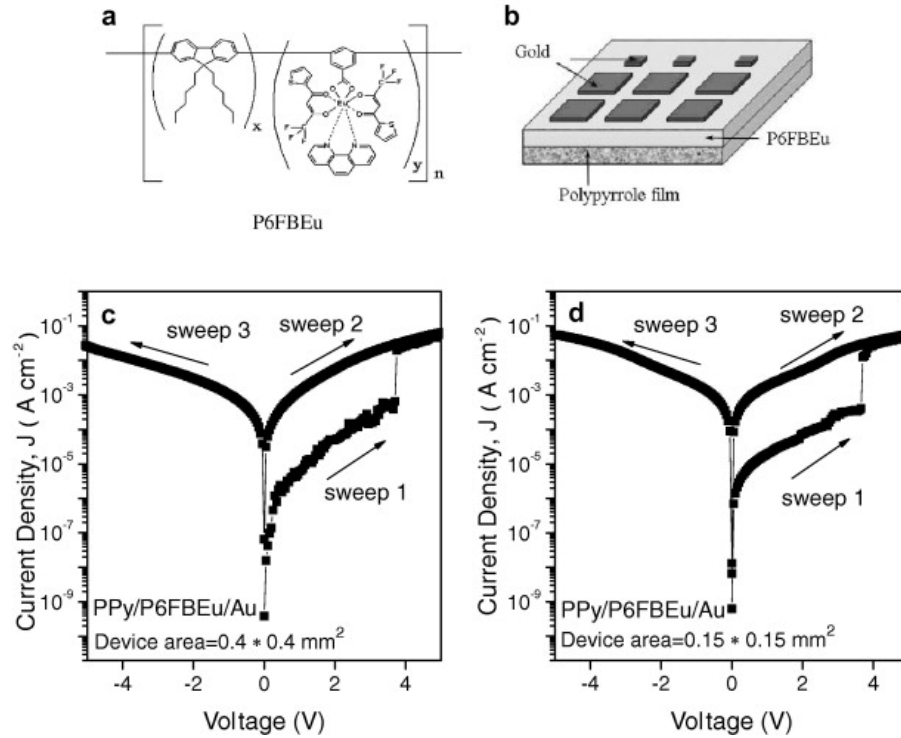 a
b
Gold
P6FBEu
Polypyrrole film
x
y
n
S
O
O
O
O
O
O
Eu
N
N
C
F
F
F
C
F
F
F
S
P6FBEu
c
sweep 3
sweep 2
sweep 1
PPy/P6FBEu/Au
Device area=0.4 * 0.4 mm²
Current Density, J ( A cm⁻²)
10⁻¹
10⁻³
10⁻⁵
10⁻⁷
10⁻⁹
-4
-2
0
2
4
Voltage (V)
d
sweep 3
sweep 2
sweep 1
PPy/P6FBEu/Au
Device area=0.15 * 0.15 mm²
Current Density, J ( A cm⁻²)
10⁻¹
10⁻³
10⁻⁵
10⁻⁷
10⁻⁹
-4
-2
0
2
4
Voltage (V)